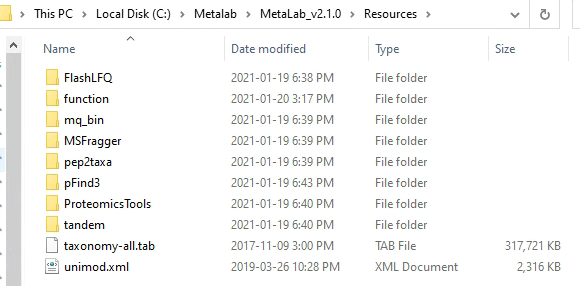 This PC > Local Disk (C:) > Metalab > MetaLab_v2.1.0 > Resources >
Name Date modified Type Size
FlashLFQ 2021-01-19 6:38 PM File folder
function 2021-01-20 3:17 PM File folder
mq_bin 2021-01-19 6:39 PM File folder
MSFragger 2021-01-19 6:39 PM File folder
pep2taxa 2021-01-19 6:39 PM File folder
pFind3 2021-01-19 6:43 PM File folder
ProteomicsTools 2021-01-19 6:40 PM File folder
tandem 2021-01-19 6:40 PM File folder
taxonomy-all.tab 2017-11-09 3:00 PM TAB File 317,721 KB
unimod.xml 2019-03-26 10:28 PM XML Document 2,316 KB